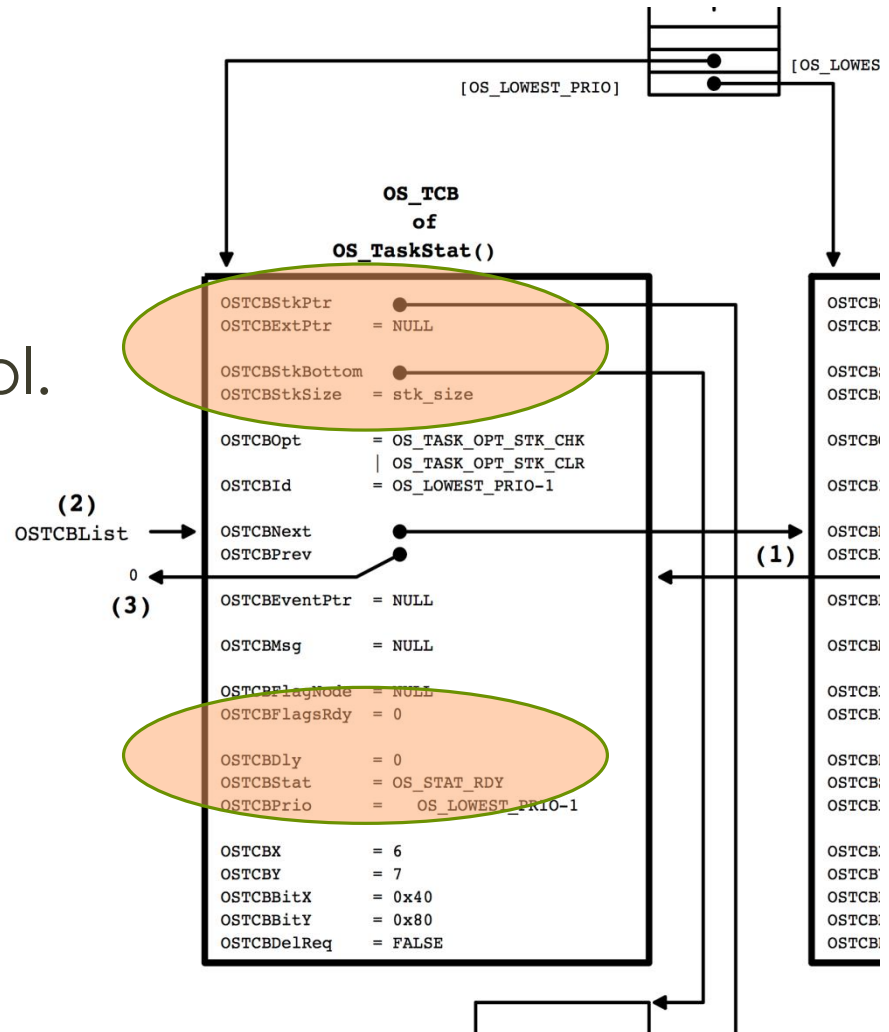 [OS_LOWES
[OS_LOWEST_PRIO]
OS_TCB
of
OS_TaskStat()
ol.
OSTCBStkPtr
OSTCBExtPtr = NULL
OSTCBStkBottom
OSTCBStkSize = stk_size
OSTCBOpt = OS_TASK_OPT_STK_CHK
| OS_TASK_OPT_STK_CLR
OSTCBId = OS_LOWEST_PRIO-1
(2)
OSTCBList
OSTCBNext
OSTCBPrev
(1)
0
(3)
OSTCBEventPtr = NULL
OSTCBMsg = NULL
OSTCBFlagNode = NULL
OSTCBFlagsRdy = 0
OSTCBDly = 0
OSTCBStat = OS_STAT_RDY
OSTCBPrio = OS_LOWEST_PRIO-1
OSTCBX = 6
OSTCBY = 7
OSTCBBitX = 0x40
OSTCBBitY = 0x80
OSTCBDelReq = FALSE